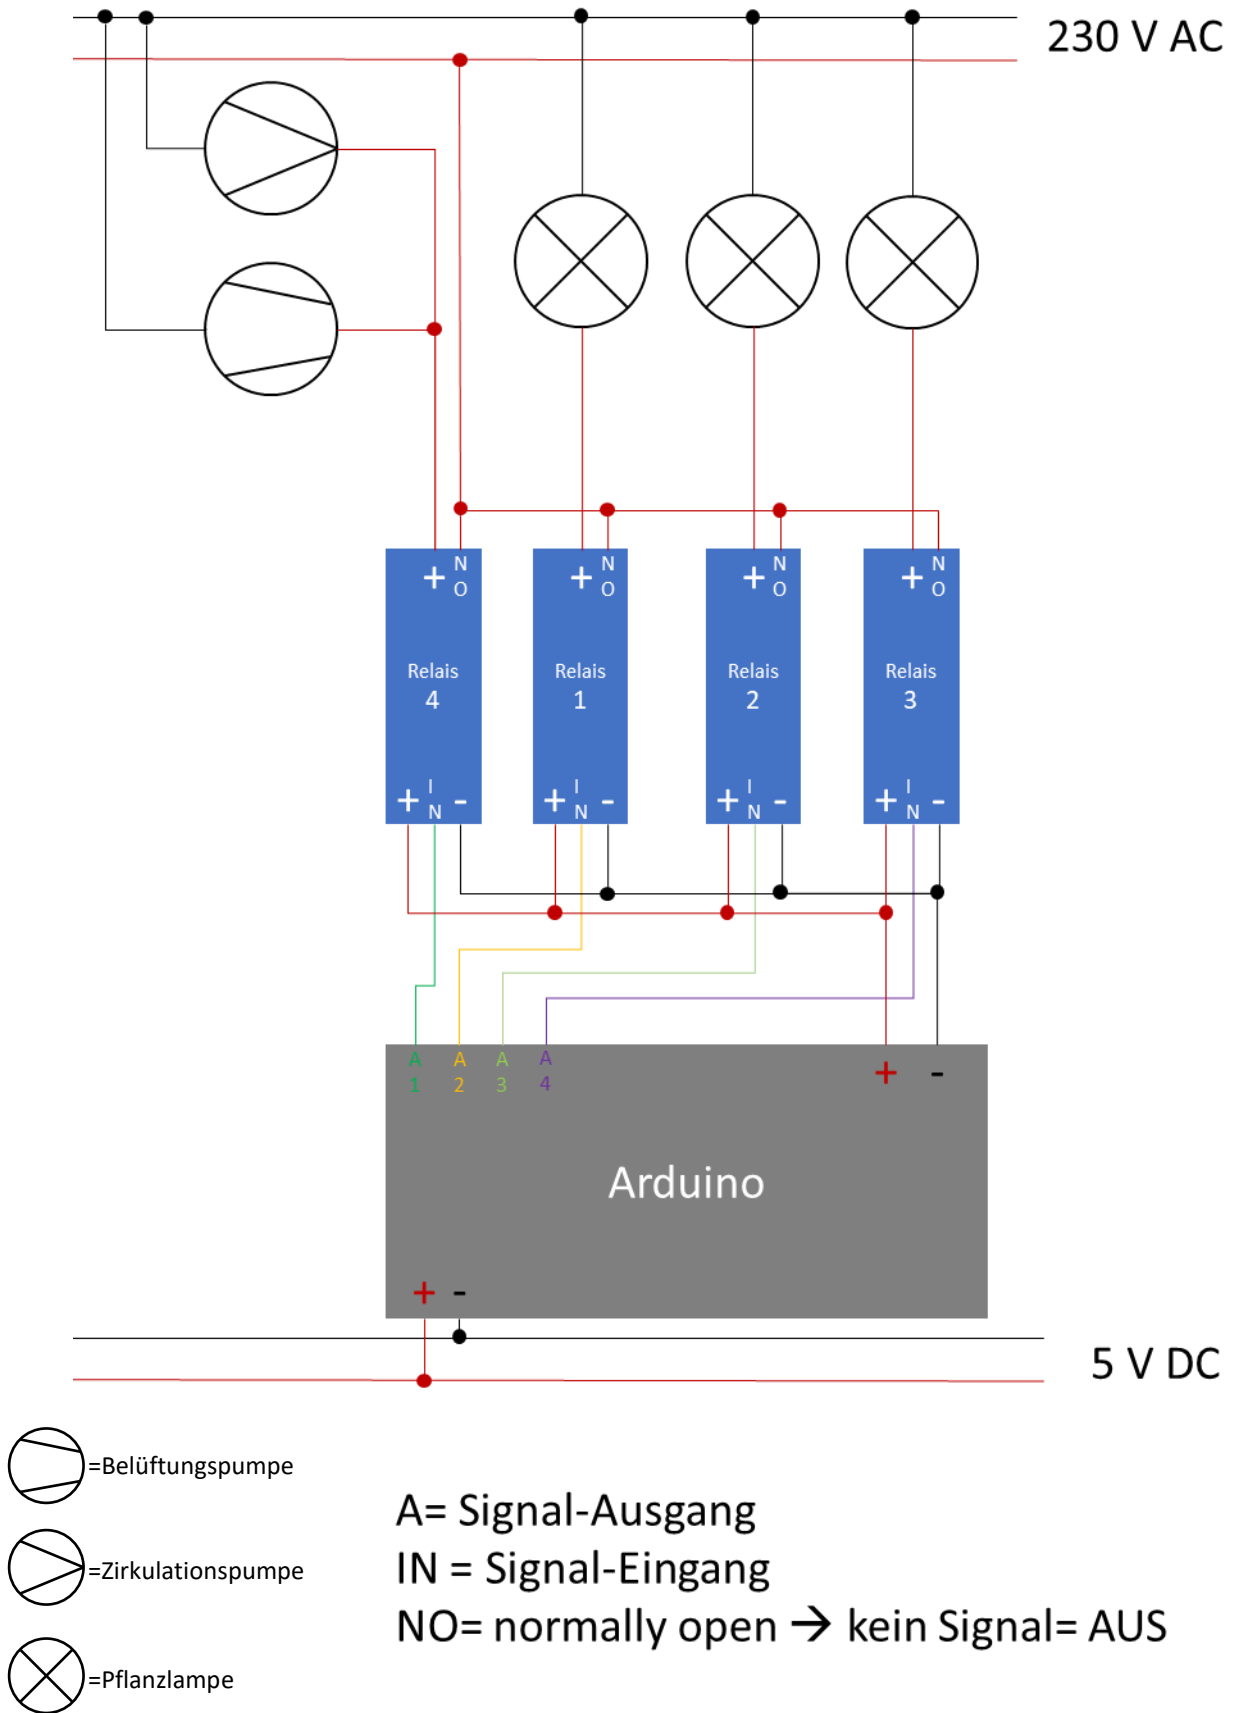 230 V AC
+ N O
+ N O
+ N O
+ N O
Relais
4
Relais
1
Relais
2
Relais
3
+ I N -
+ I N -
+ I N -
+ I N -
A 1
A 2
A 3
A 4
+ -
Arduino
+ -
5 V DC
=Belüftungspumpe
=Zirkulationspumpe
=Pflanzlampe
A= Signal-Ausgang
IN = Signal-Eingang
NO= normally open → kein Signal= AUS